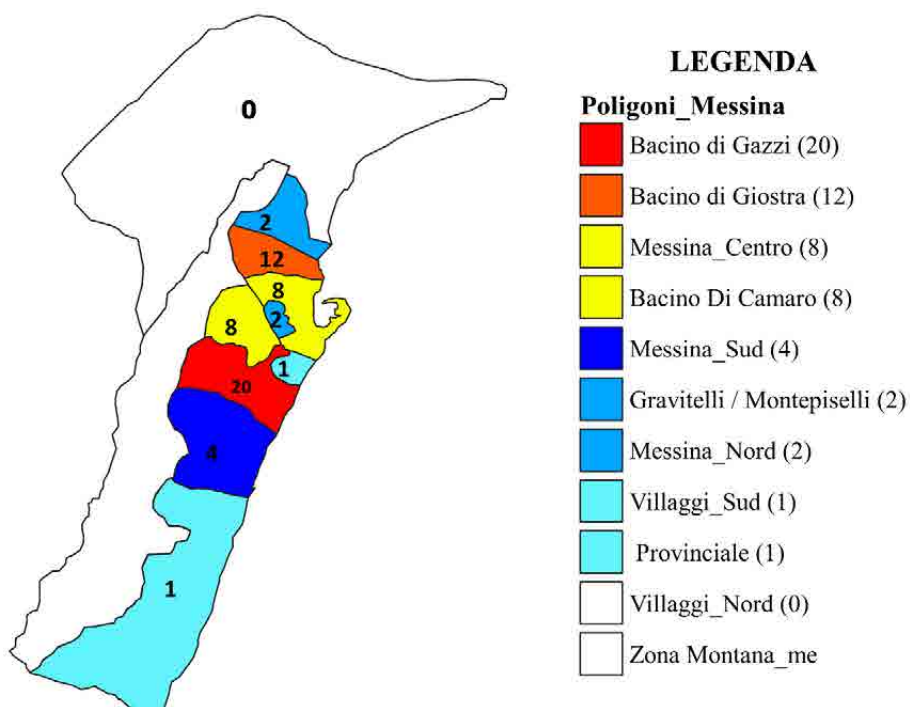 0
2
12
8
2
8
1
20
4
1
LEGENDA
Poligoni_Messina
Bacino di Gazzi (20)
Bacino di Giostra (12)
Messina_Centro (8)
Bacino Di Camaro (8)
Messina_Sud (4)
Gravitelli / Montepiselli (2)
Messina_Nord (2)
Villaggi_Sud (1)
Provinciale (1)
Villaggi_Nord (0)
Zona Montana_me